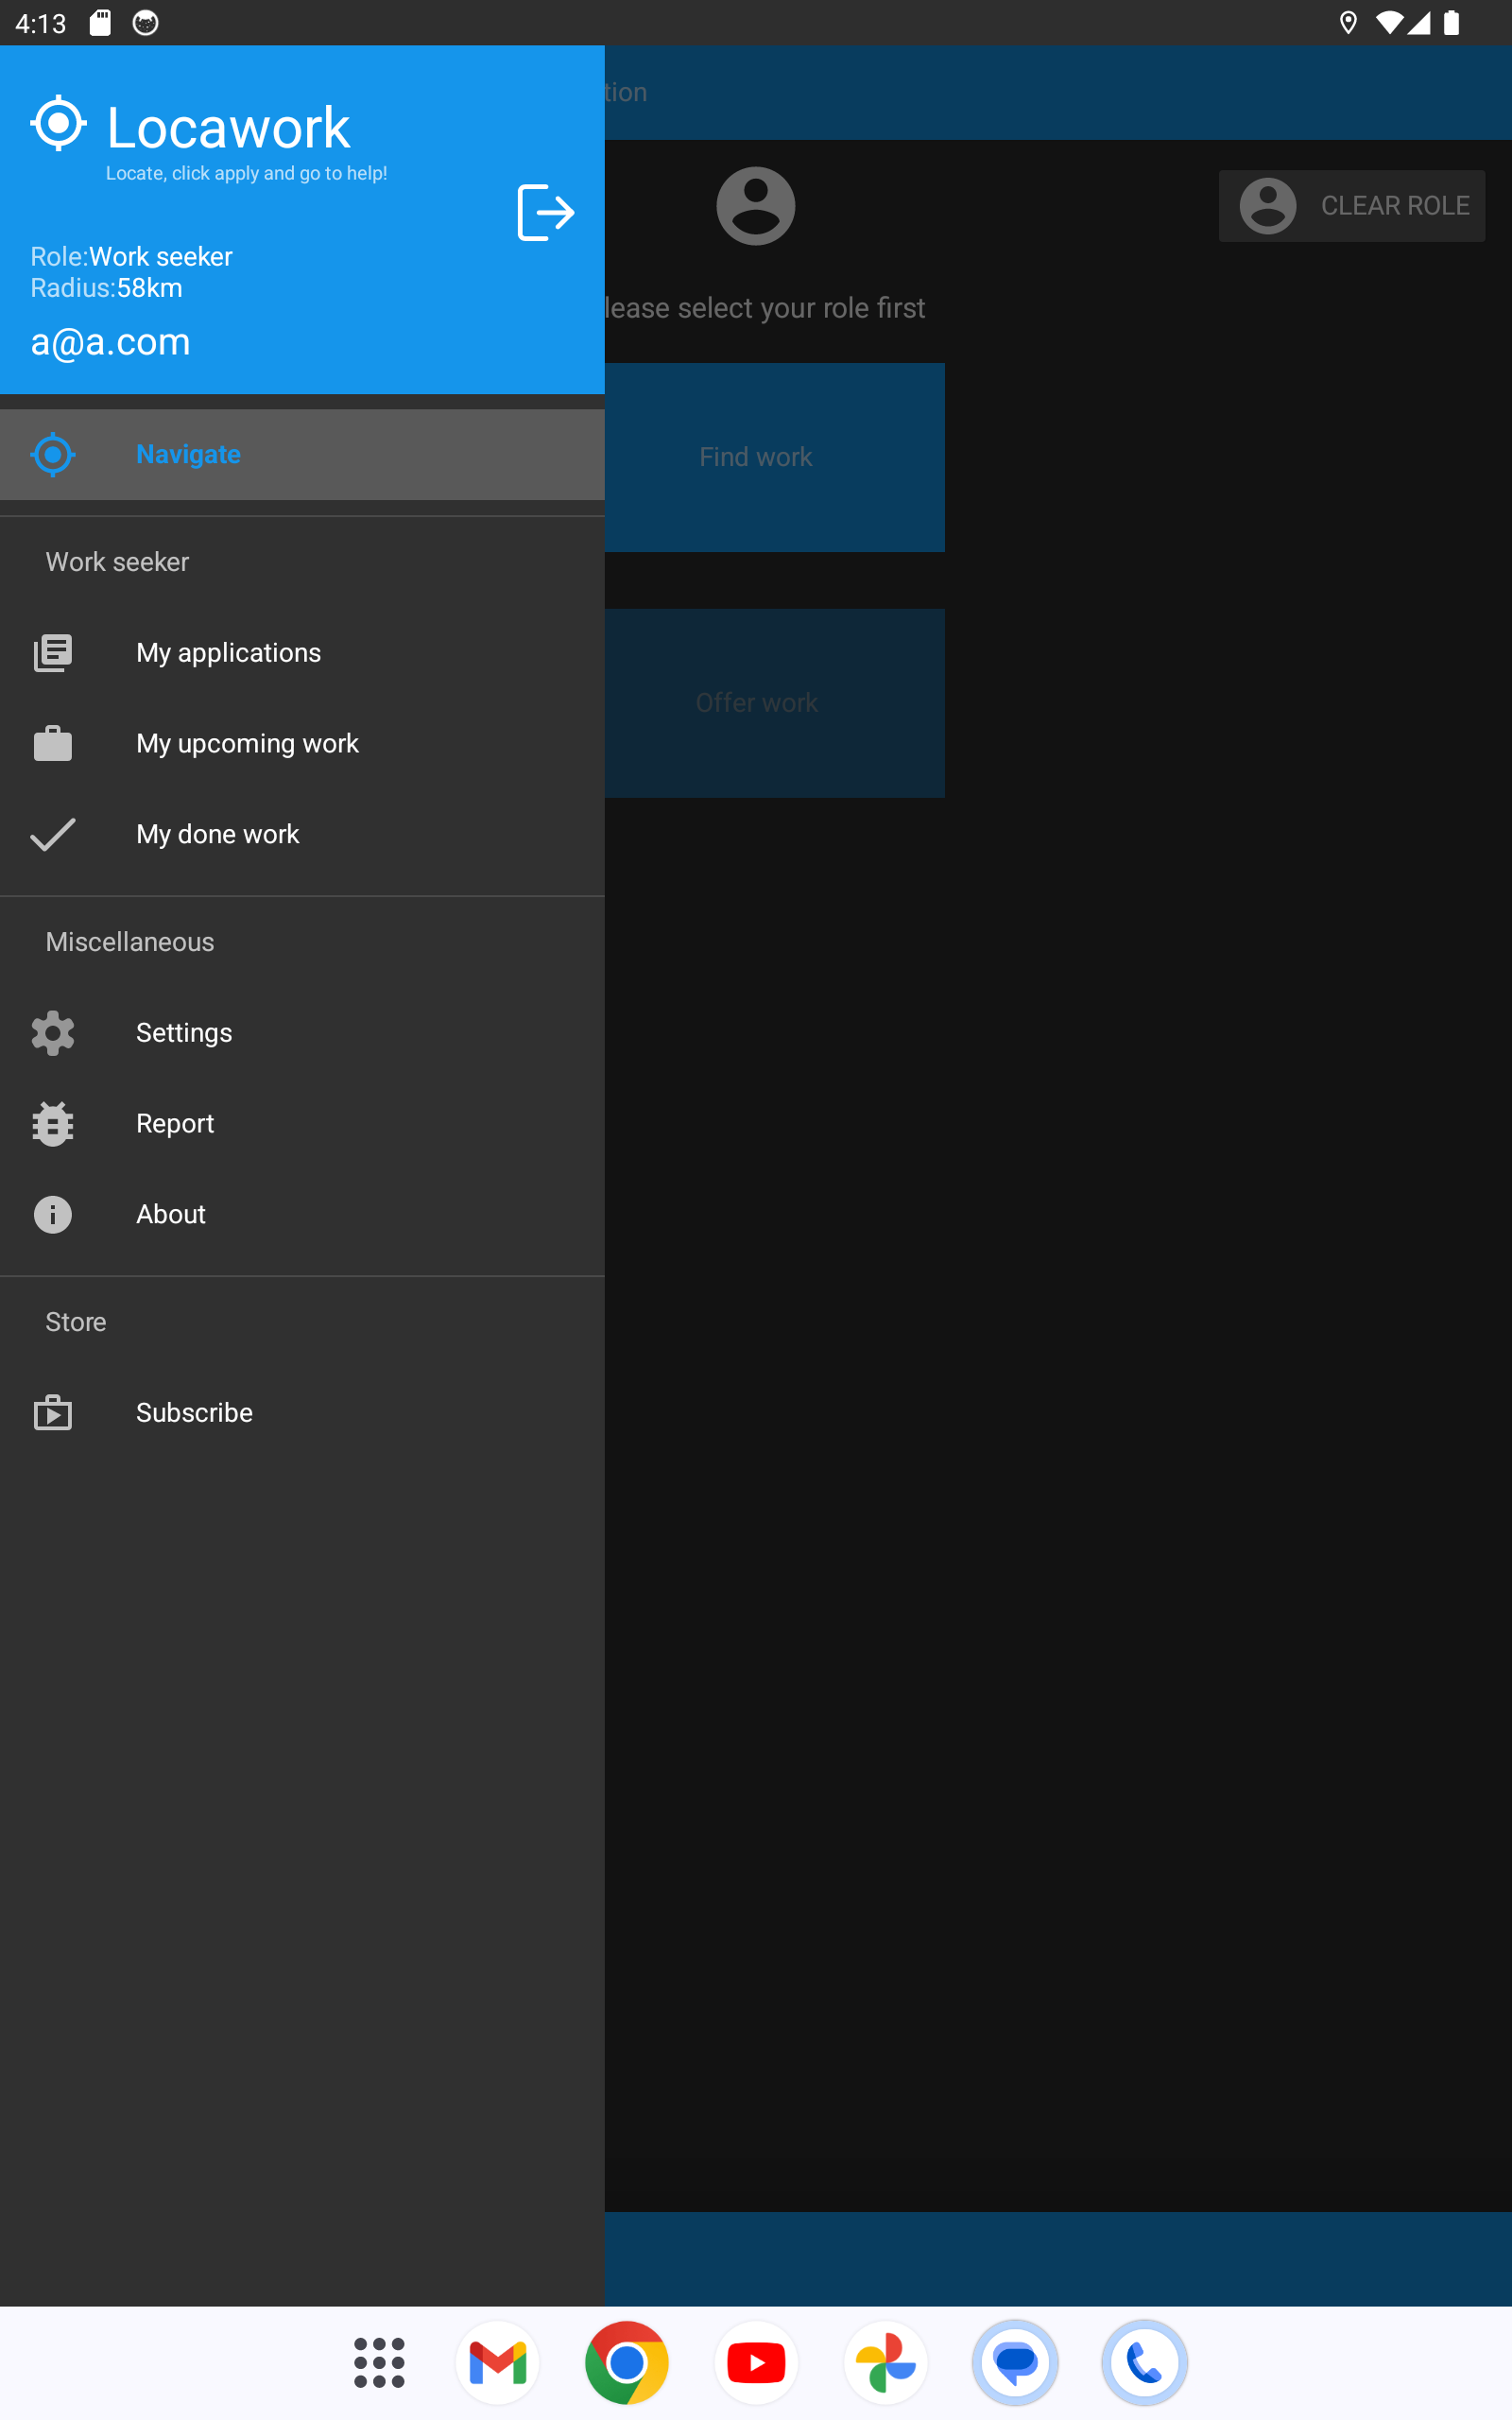 4:13
Locawork
Locate, click apply and go to help!
Role:Work seeker
Radius:58km
a@a.com
Navigate
Work seeker
My applications
My upcoming work
My done work
Miscellaneous
Settings
Report
About
Store
Subscribe
tion
CLEAR ROLE
lease select your role first
Find work
Offer work